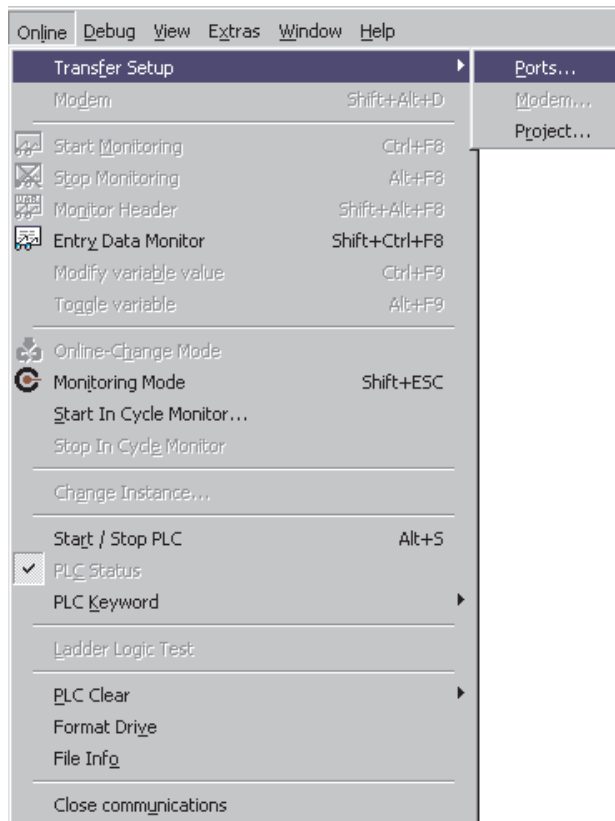 Online Debug View Extras Window Help
Transfer Setup Ports...
Modem Shift+Alt+D Modem...
Project...
Start Monitoring Ctrl+F8
Stop Monitoring Alt+F8
Monitor Header Shift+Alt+F8
Entry Data Monitor Shift+Ctrl+F8
Modify variable value Ctrl+F9
Toggle variable Alt+F9
Online-Change Mode
Monitoring Mode Shift+ESC
Start In Cycle Monitor...
Stop In Cycle Monitor
Change Instance...
Start / Stop PLC Alt+S
PLC Status
PLC Keyword
Ladder Logic Test
PLC Clear
Format Drive
File Info
Close communications